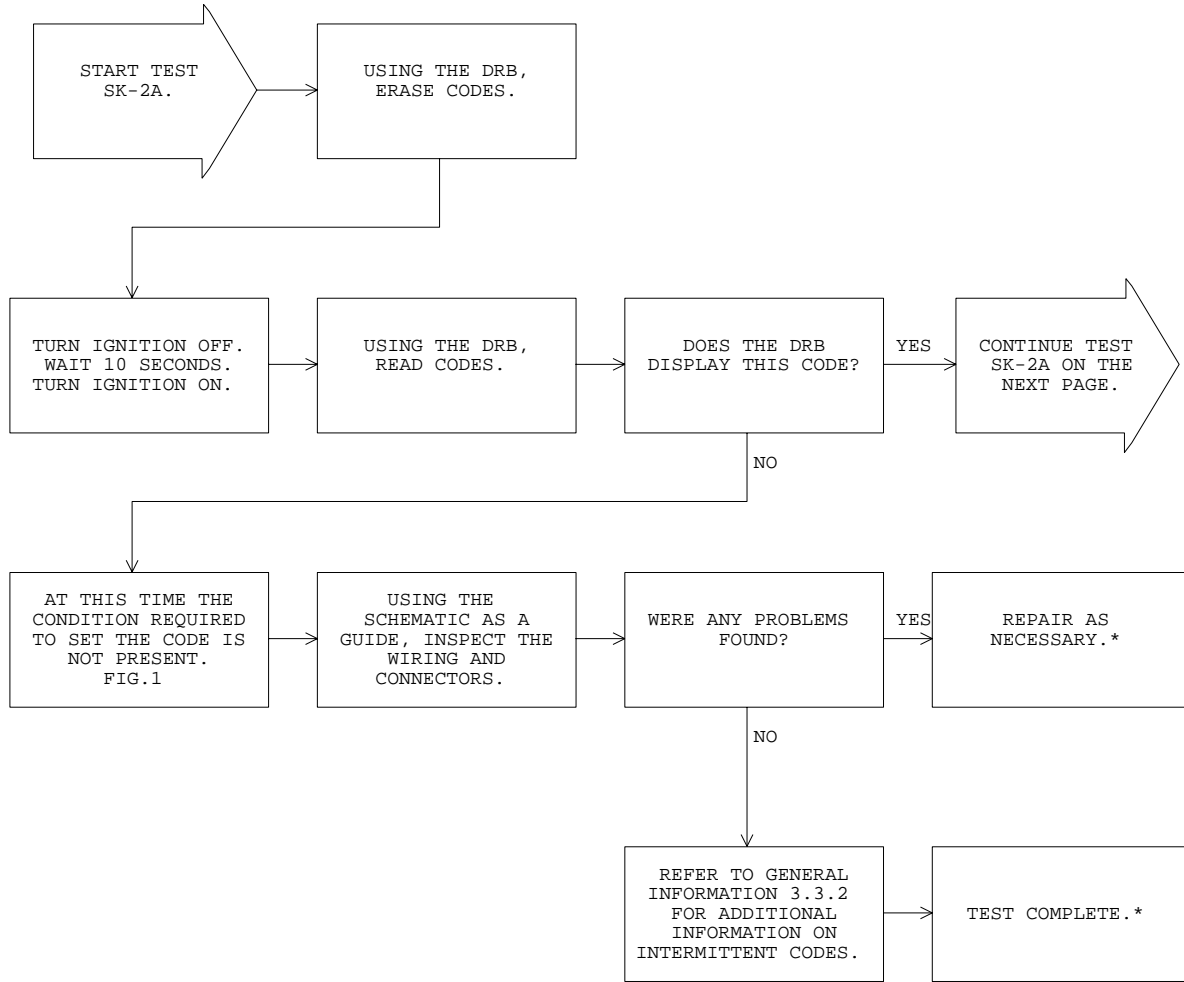 START TEST
SK-2A.
USING THE DRB,
ERASE CODES.
TURN IGNITION OFF.
WAIT 10 SECONDS.
TURN IGNITION ON.
USING THE DRB,
READ CODES.
DOES THE DRB
DISPLAY THIS CODE?
YES
CONTINUE TEST
SK-2A ON THE
NEXT PAGE.
NO
AT THIS TIME THE
CONDITION REQUIRED
TO SET THE CODE IS
NOT PRESENT.
FIG.1
USING THE
SCHEMATIC AS A
GUIDE, INSPECT THE
WIRING AND
CONNECTORS.
WERE ANY PROBLEMS
FOUND?
YES
REPAIR AS
NECESSARY.*
NO
REFER TO GENERAL
INFORMATION 3.3.2
FOR ADDITIONAL
INFORMATION ON
INTERMITTENT CODES.
TEST COMPLETE.*